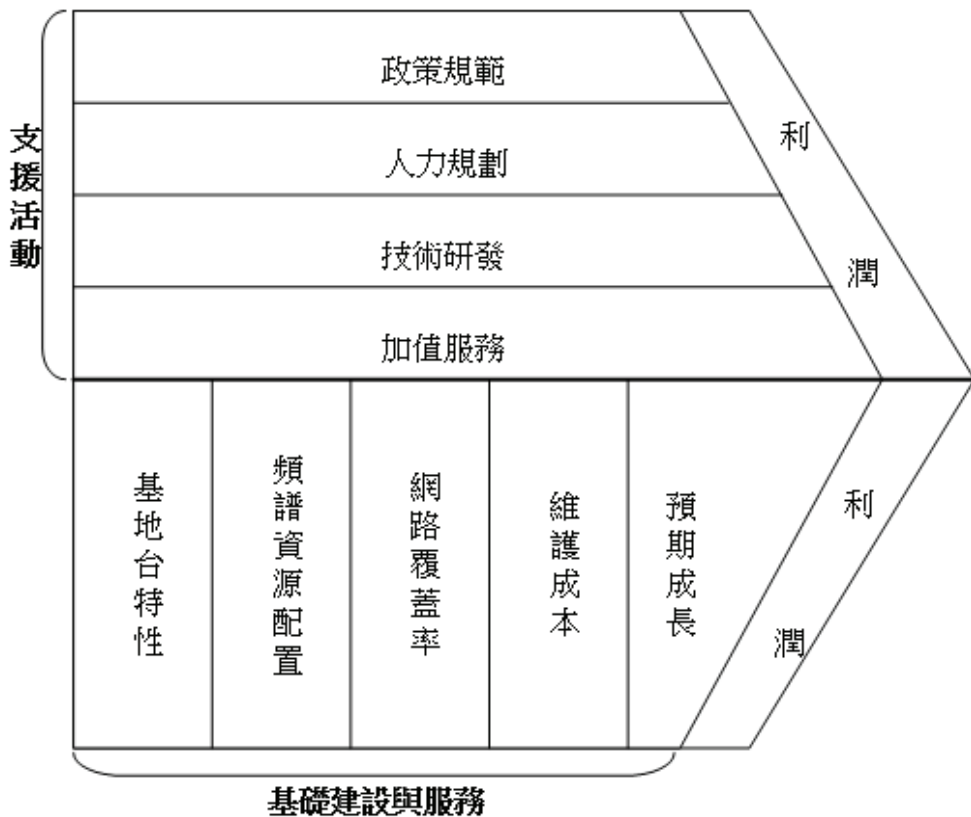 支援活動
政策規範
人力規劃
技術研發
加值服務
利潤
基地台特性
頻譜資源配置
網路覆蓋率
維護成本
預期成長
利潤
基礎建設與服務